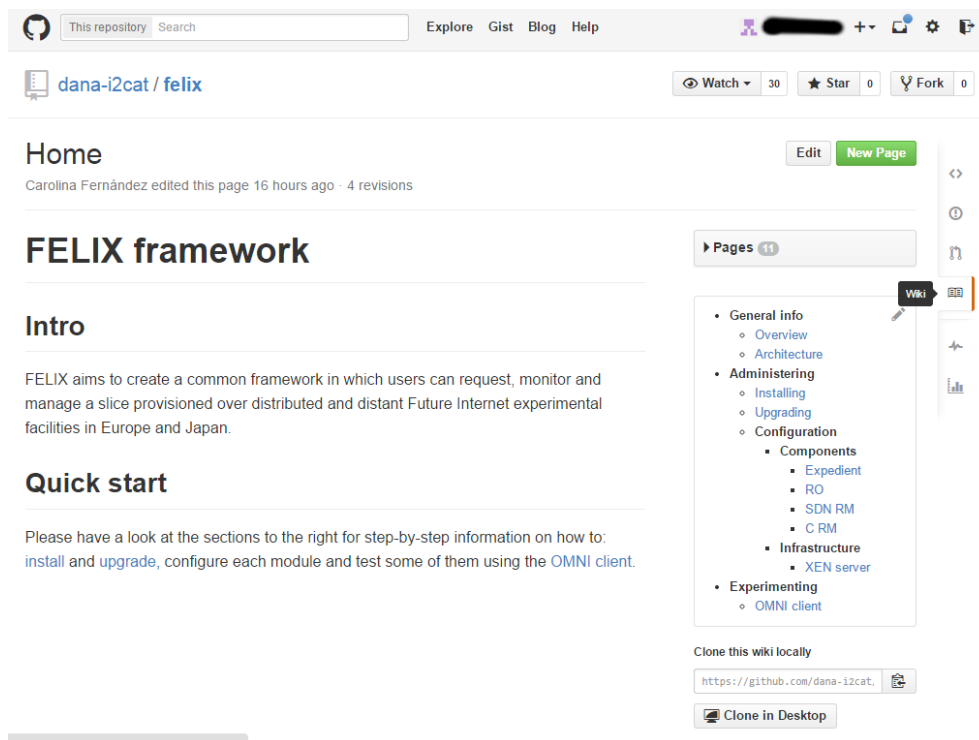 This repository Search Explore Gist Blog Help
dana-i2cat / felix Watch 30 Star 0 Fork 0
Home Edit New Page
Carolina Fernández edited this page 16 hours ago · 4 revisions
FELIX framework
Intro
FELIX aims to create a common framework in which users can request, monitor and
manage a slice provisioned over distributed and distant Future Internet experimental
facilities in Europe and Japan.
Quick start
Please have a look at the sections to the right for step-by-step information on how to:
install and upgrade, configure each module and test some of them using the OMNI client.
Pages 11
Wiki
General info
Overview
Architecture
Administering
Installing
Upgrading
Configuration
Components
Expedient
RO
SDN RM
C RM
Infrastructure
XEN server
Experimenting
OMNI client
Clone this wiki locally
https://github.com/dana-i2cat,
Clone in Desktop